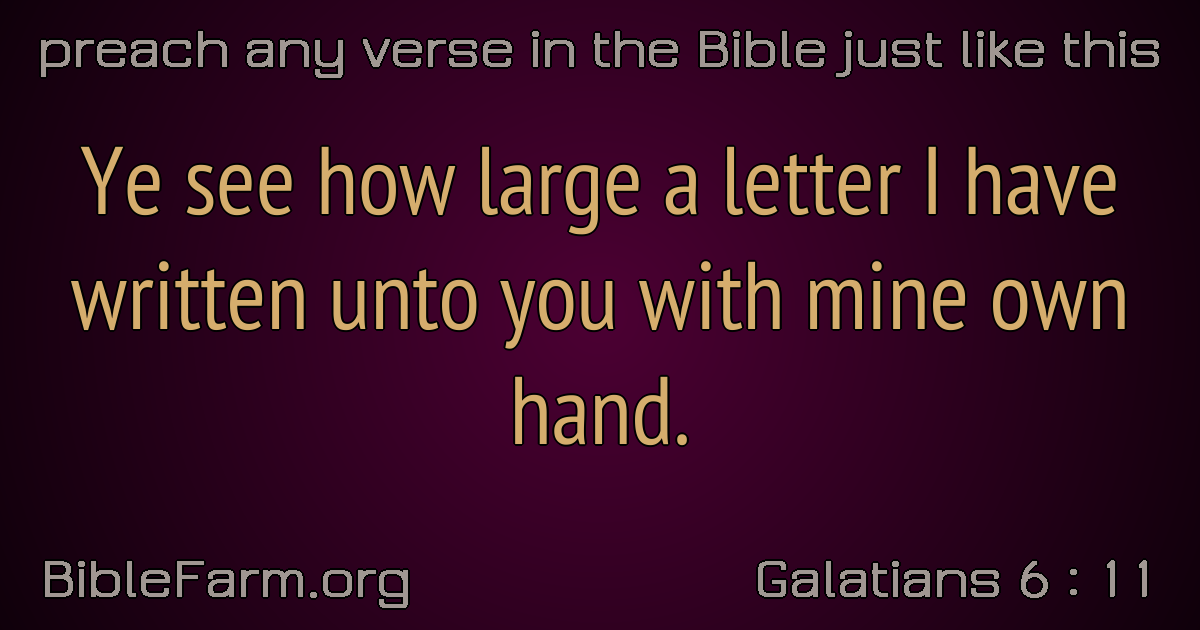 preach any verse in the Bible just like this
Ye see how large a letter I have
written unto you with mine own
hand.
BibleFarm.org
Galatians 6 : 11